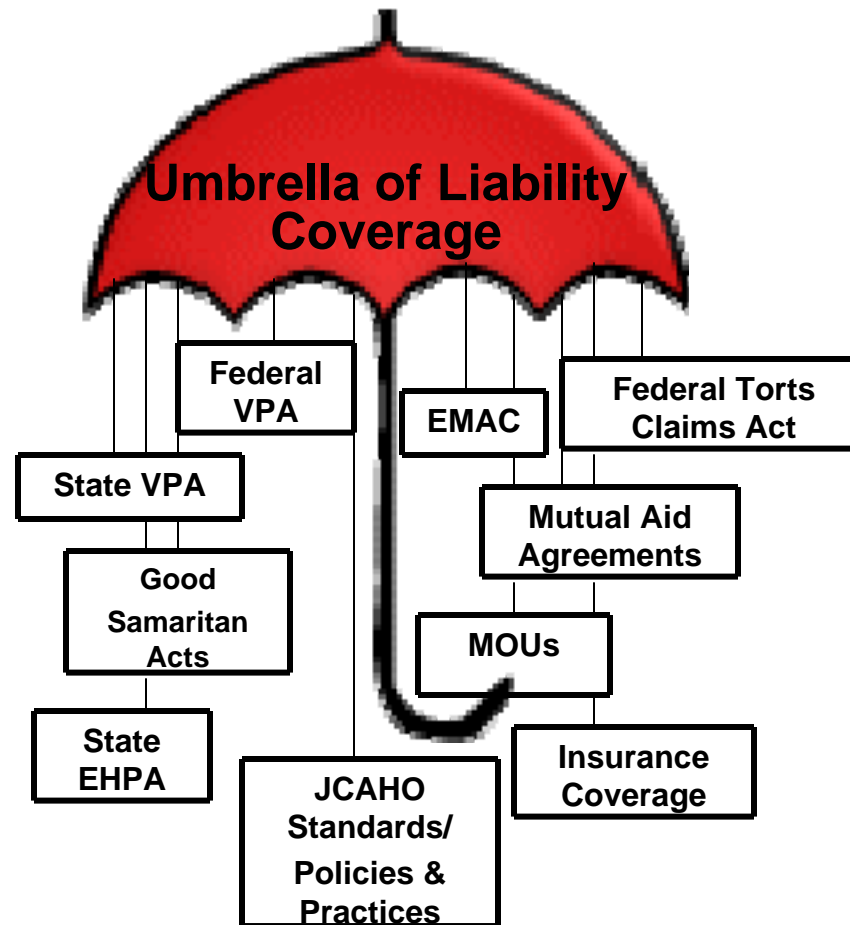 Umbrella of Liability
Coverage
Federal
VPA
EMAC
Federal Torts
Claims Act
State VPA
Mutual Aid
Agreements
Good
Samaritan
Acts
MOUs
State
EHPA
Insurance
Coverage
JCAHO
Standards/
Policies &
Practices